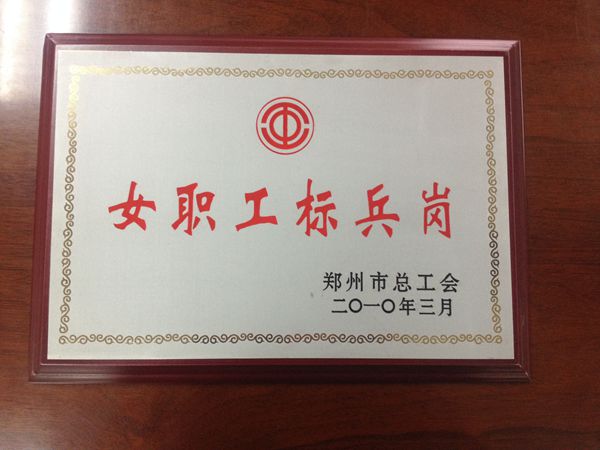 女职工标兵岗
郑州市总工会
二〇一〇年三月